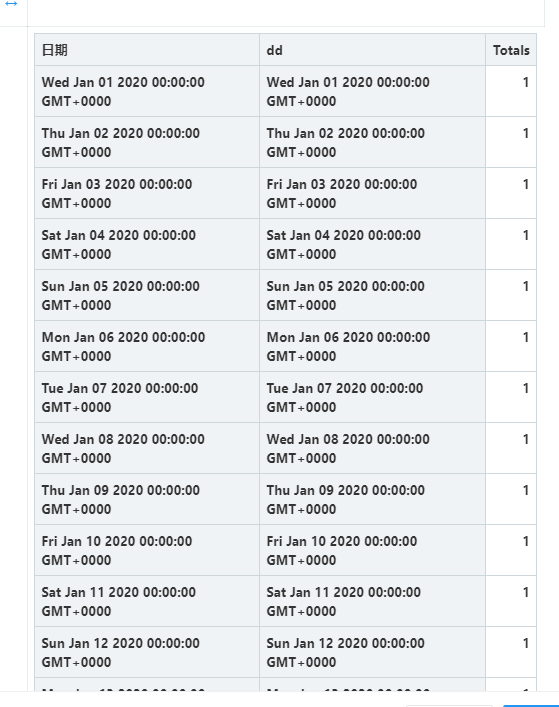 日期 dd Totals
Wed Jan 01 2020 00:00:00 Wed Jan 01 2020 00:00:00 1
GMT+0000 GMT+0000
Thu Jan 02 2020 00:00:00 Thu Jan 02 2020 00:00:00 1
GMT+0000 GMT+0000
Fri Jan 03 2020 00:00:00 Fri Jan 03 2020 00:00:00 1
GMT+0000 GMT+0000
Sat Jan 04 2020 00:00:00 Sat Jan 04 2020 00:00:00 1
GMT+0000 GMT+0000
Sun Jan 05 2020 00:00:00 Sun Jan 05 2020 00:00:00 1
GMT+0000 GMT+0000
Mon Jan 06 2020 00:00:00 Mon Jan 06 2020 00:00:00 1
GMT+0000 GMT+0000
Tue Jan 07 2020 00:00:00 Tue Jan 07 2020 00:00:00 1
GMT+0000 GMT+0000
Wed Jan 08 2020 00:00:00 Wed Jan 08 2020 00:00:00 1
GMT+0000 GMT+0000
Thu Jan 09 2020 00:00:00 Thu Jan 09 2020 00:00:00 1
GMT+0000 GMT+0000
Fri Jan 10 2020 00:00:00 Fri Jan 10 2020 00:00:00 1
GMT+0000 GMT+0000
Sat Jan 11 2020 00:00:00 Sat Jan 11 2020 00:00:00 1
GMT+0000 GMT+0000
Sun Jan 12 2020 00:00:00 Sun Jan 12 2020 00:00:00 1
GMT+0000 GMT+0000